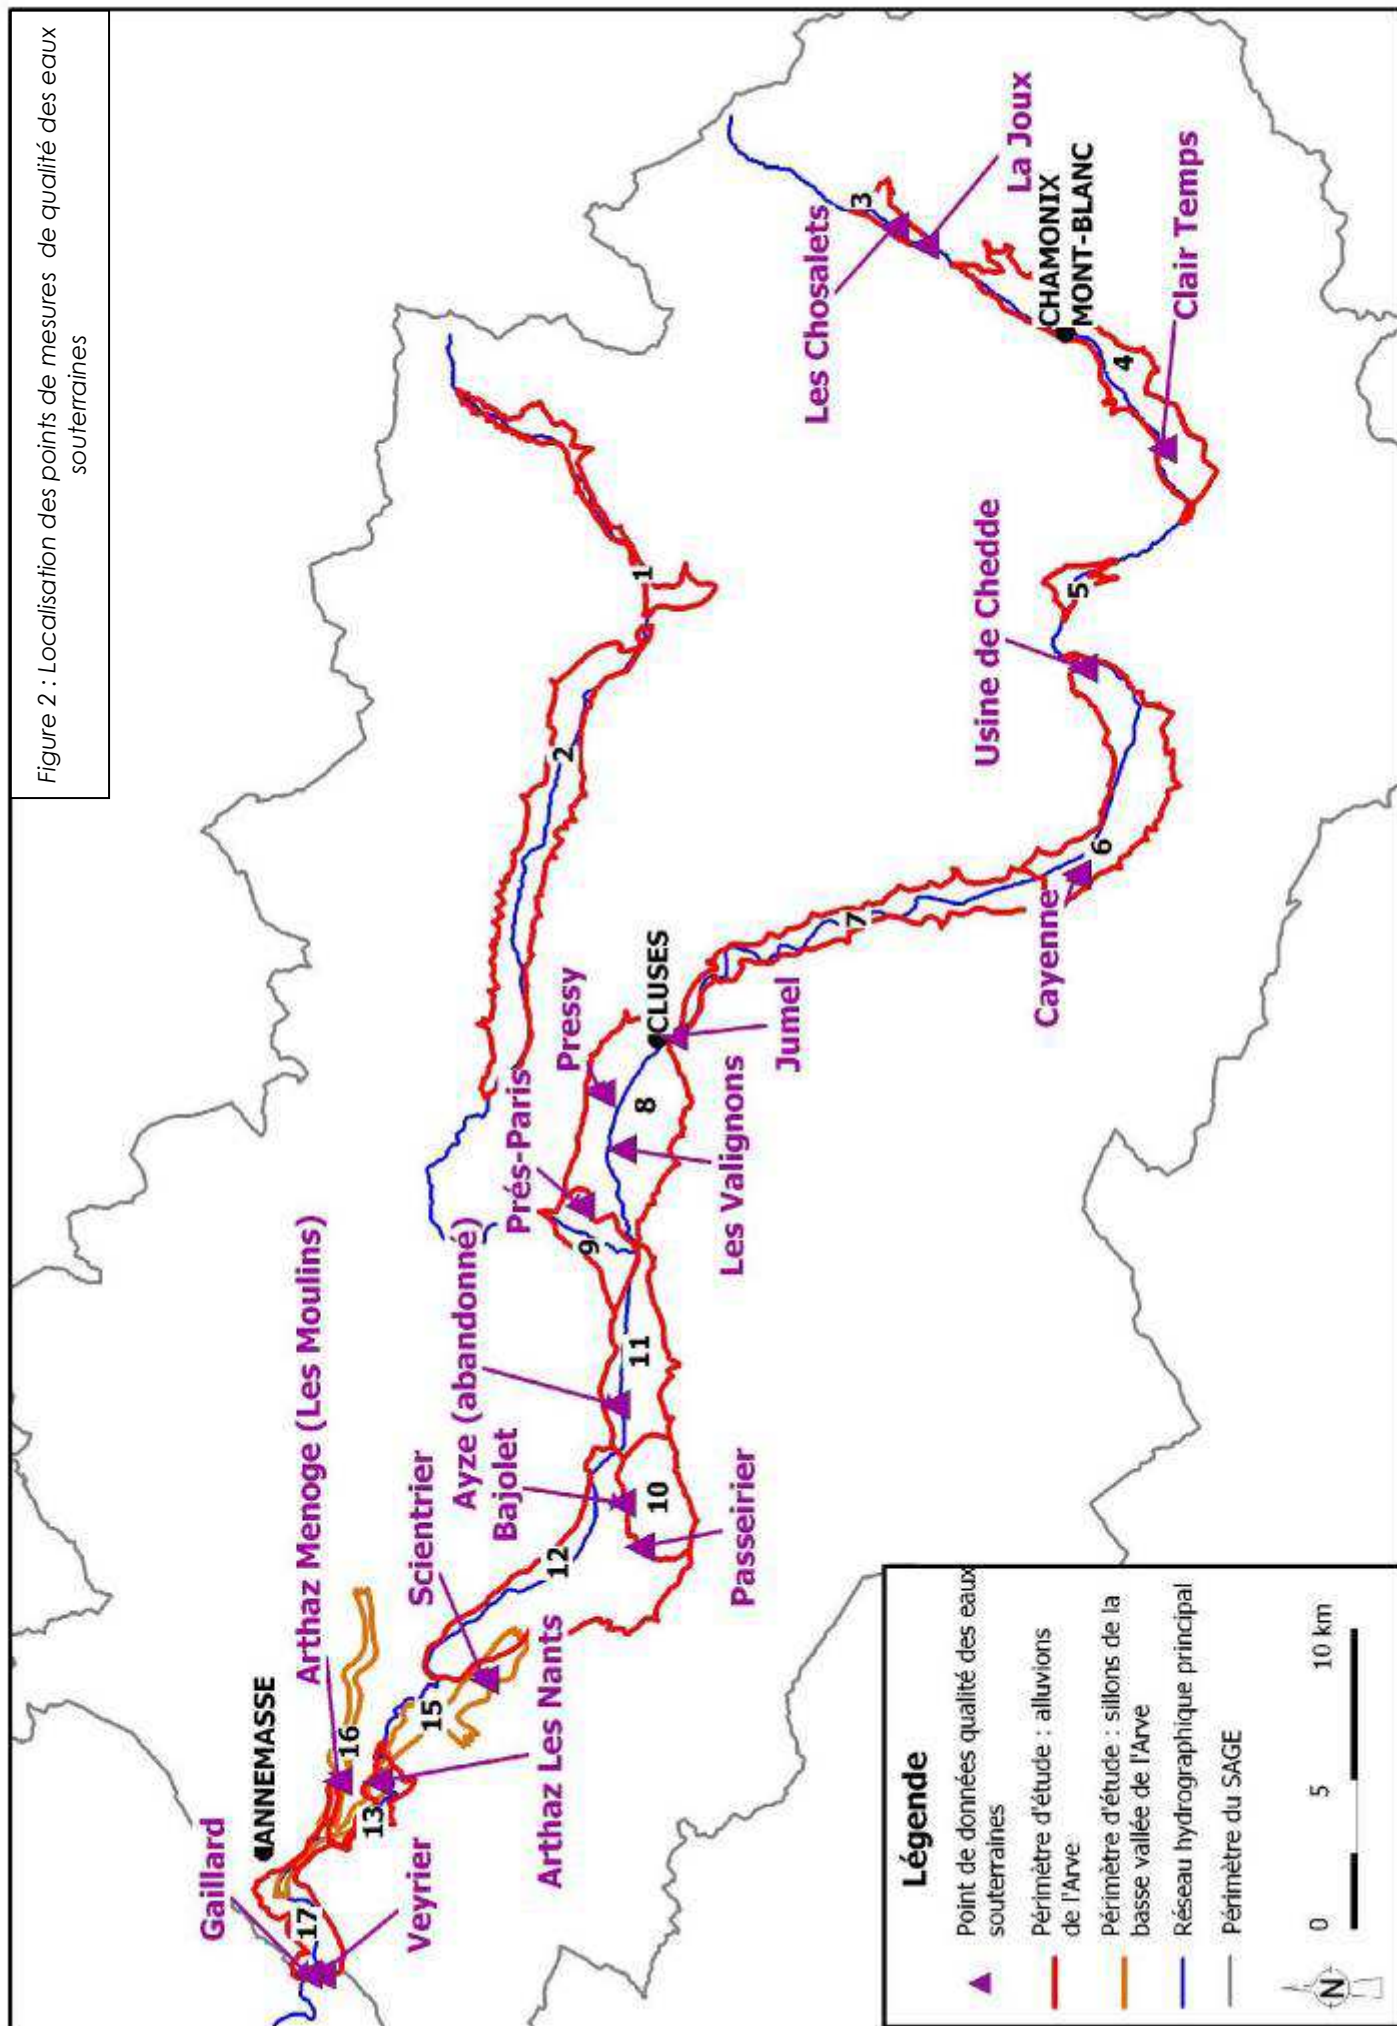 Figure 2 : Localisation des points de mesures de qualité des eaux
souterraines
Gaillard
ANNEMASSE
Arthaz Menoge (Les Moulins)
Scientrier
Ayze (abandonné)
Bajolet
Prés-Paris
Pressy
CLUSES
Les Chosalets
La Joux
CHAMONIX
MONT-BLANC
Clair Temps
Usine de Chedde
Cayenne
Jumel
Les Valignons
Passeirier
Arthaz Les Nants
Veyrier
17
16
13
15
12
10
11
9
8
7
6
5
4
3
2
1
Légende
Point de données qualité des eaux
souterraines
Périmètre d'étude : alluvions
de l'Arve
Périmètre d'étude : sillons de la
basse vallée de l'Arve
Réseau hydrographique principal
Périmètre du SAGE
N
0 5 10 km